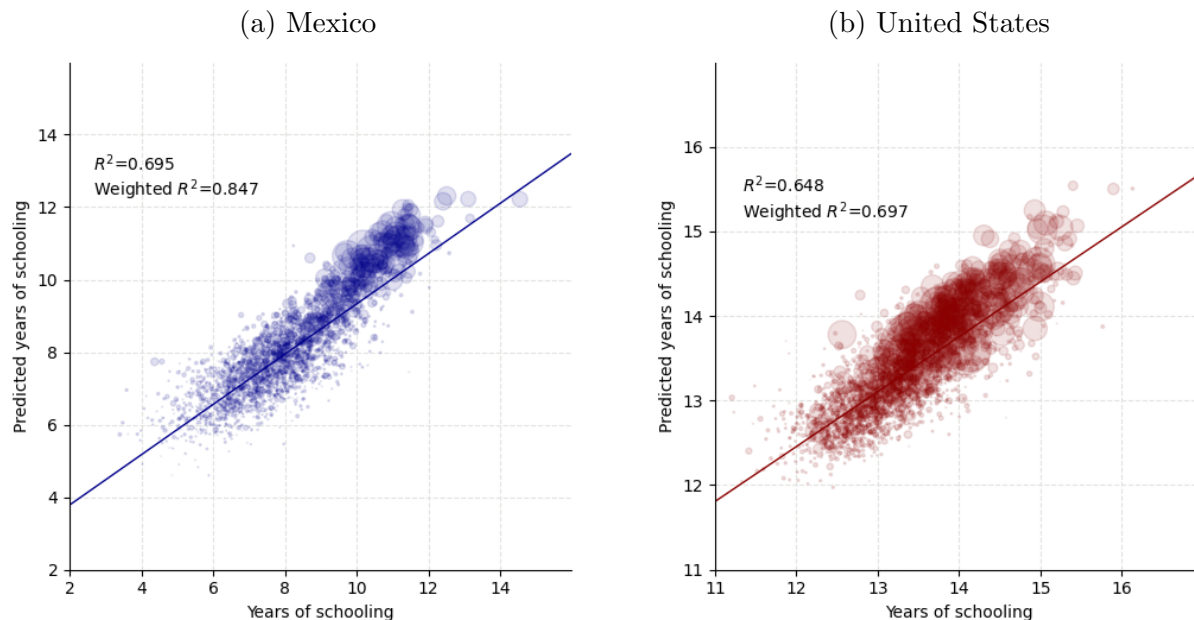 (a) Mexico
14
12
10
8
6
4
2
2 4 6 8 10 12 14
R²=0.695
Weighted R²=0.847
Predicted years of schooling
Years of schooling
(b) United States
16
15
14
13
12
11
11 12 13 14 15 16
R²=0.648
Weighted R²=0.697
Predicted years of schooling
Years of schooling